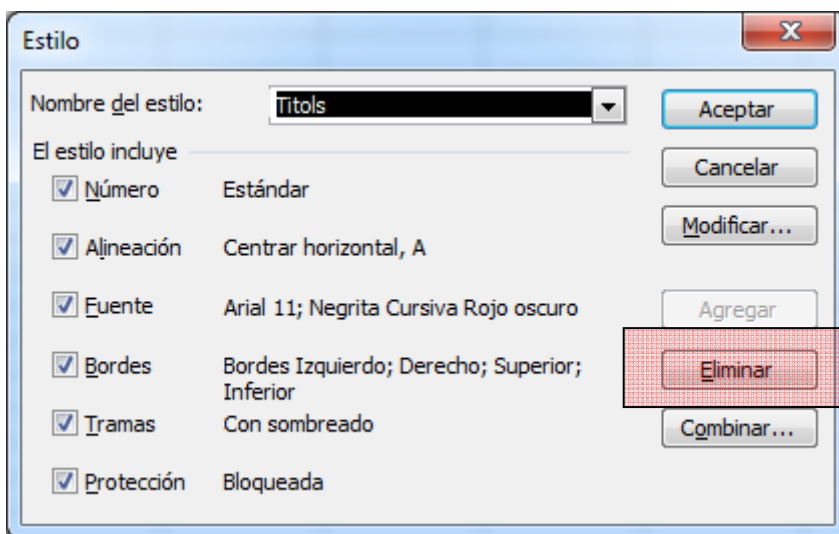 Estilo
Nombre del estilo: Titols
Aceptar
El estilo incluye
Cancelar
Número Estándar
Modificar...
Alineación Centrar horizontal, A
Fuente Arial 11; Negrita Cursiva Rojo oscuro
Agregar
Bordes Bordes Izquierdo; Derecho; Superior;
Inferior
Eliminar
Tramas Con sombreado
Combinar...
Protección Bloqueada